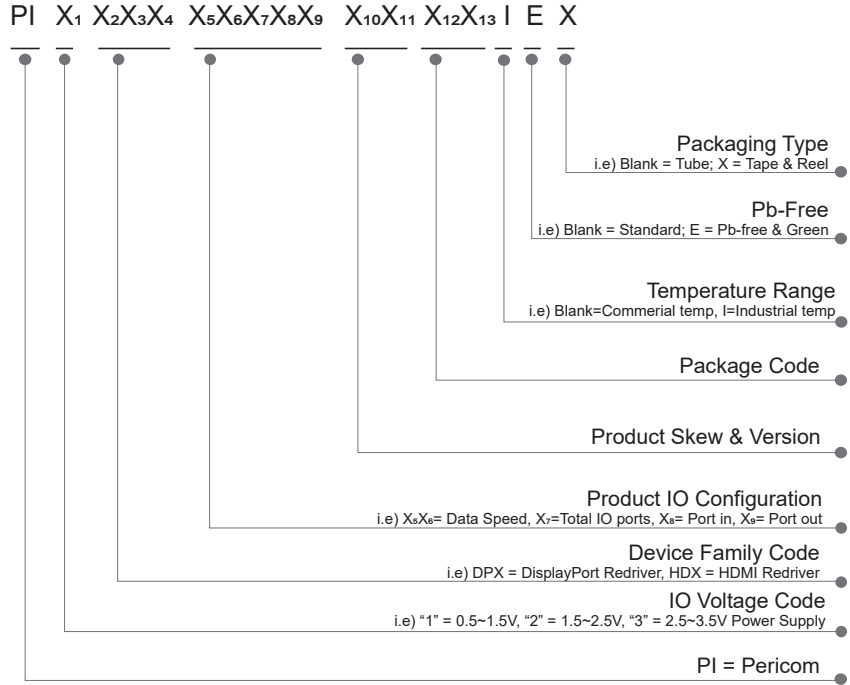 PI X₁ X₂X₃X₄ X₅X₆X₇X₈X₉ X₁₀X₁₁ X₁₂X₁₃ I E X
Packaging Type
i.e) Blank = Tube; X = Tape & Reel
Pb-Free
i.e) Blank = Standard; E = Pb-free & Green
Temperature Range
i.e) Blank=Commerial temp, I=Industrial temp
Package Code
Product Skew & Version
Product IO Configuration
i.e) X₅X₆= Data Speed, X₇=Total IO ports, X₈= Port in, X₉= Port out
Device Family Code
i.e) DPX = DisplayPort Redriver, HDX = HDMI Redriver
IO Voltage Code
i.e) “1” = 0.5~1.5V, “2” = 1.5~2.5V, “3” = 2.5~3.5V Power Supply
PI = Pericom